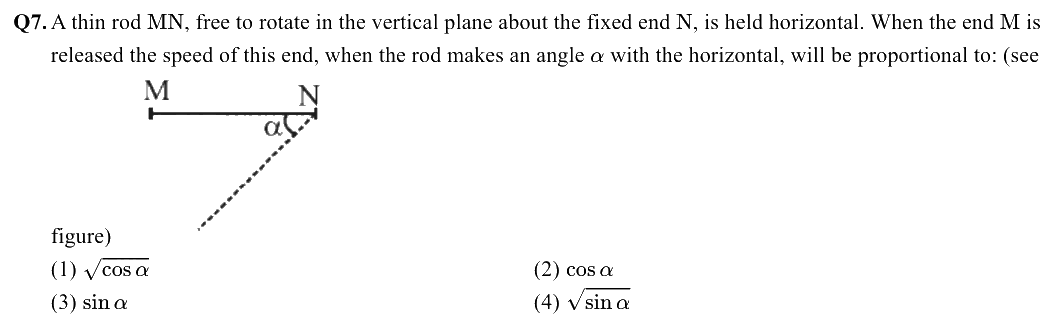 Q7. A thin rod MN, free to rotate in the vertical plane about the fixed end N, is held horizontal. When the end M is
released the speed of this end, when the rod makes an angle α with the horizontal, will be proportional to: (see
M N
α
figure)
(1) √cos α (2) cos α
(3) sin α (4) √sin α